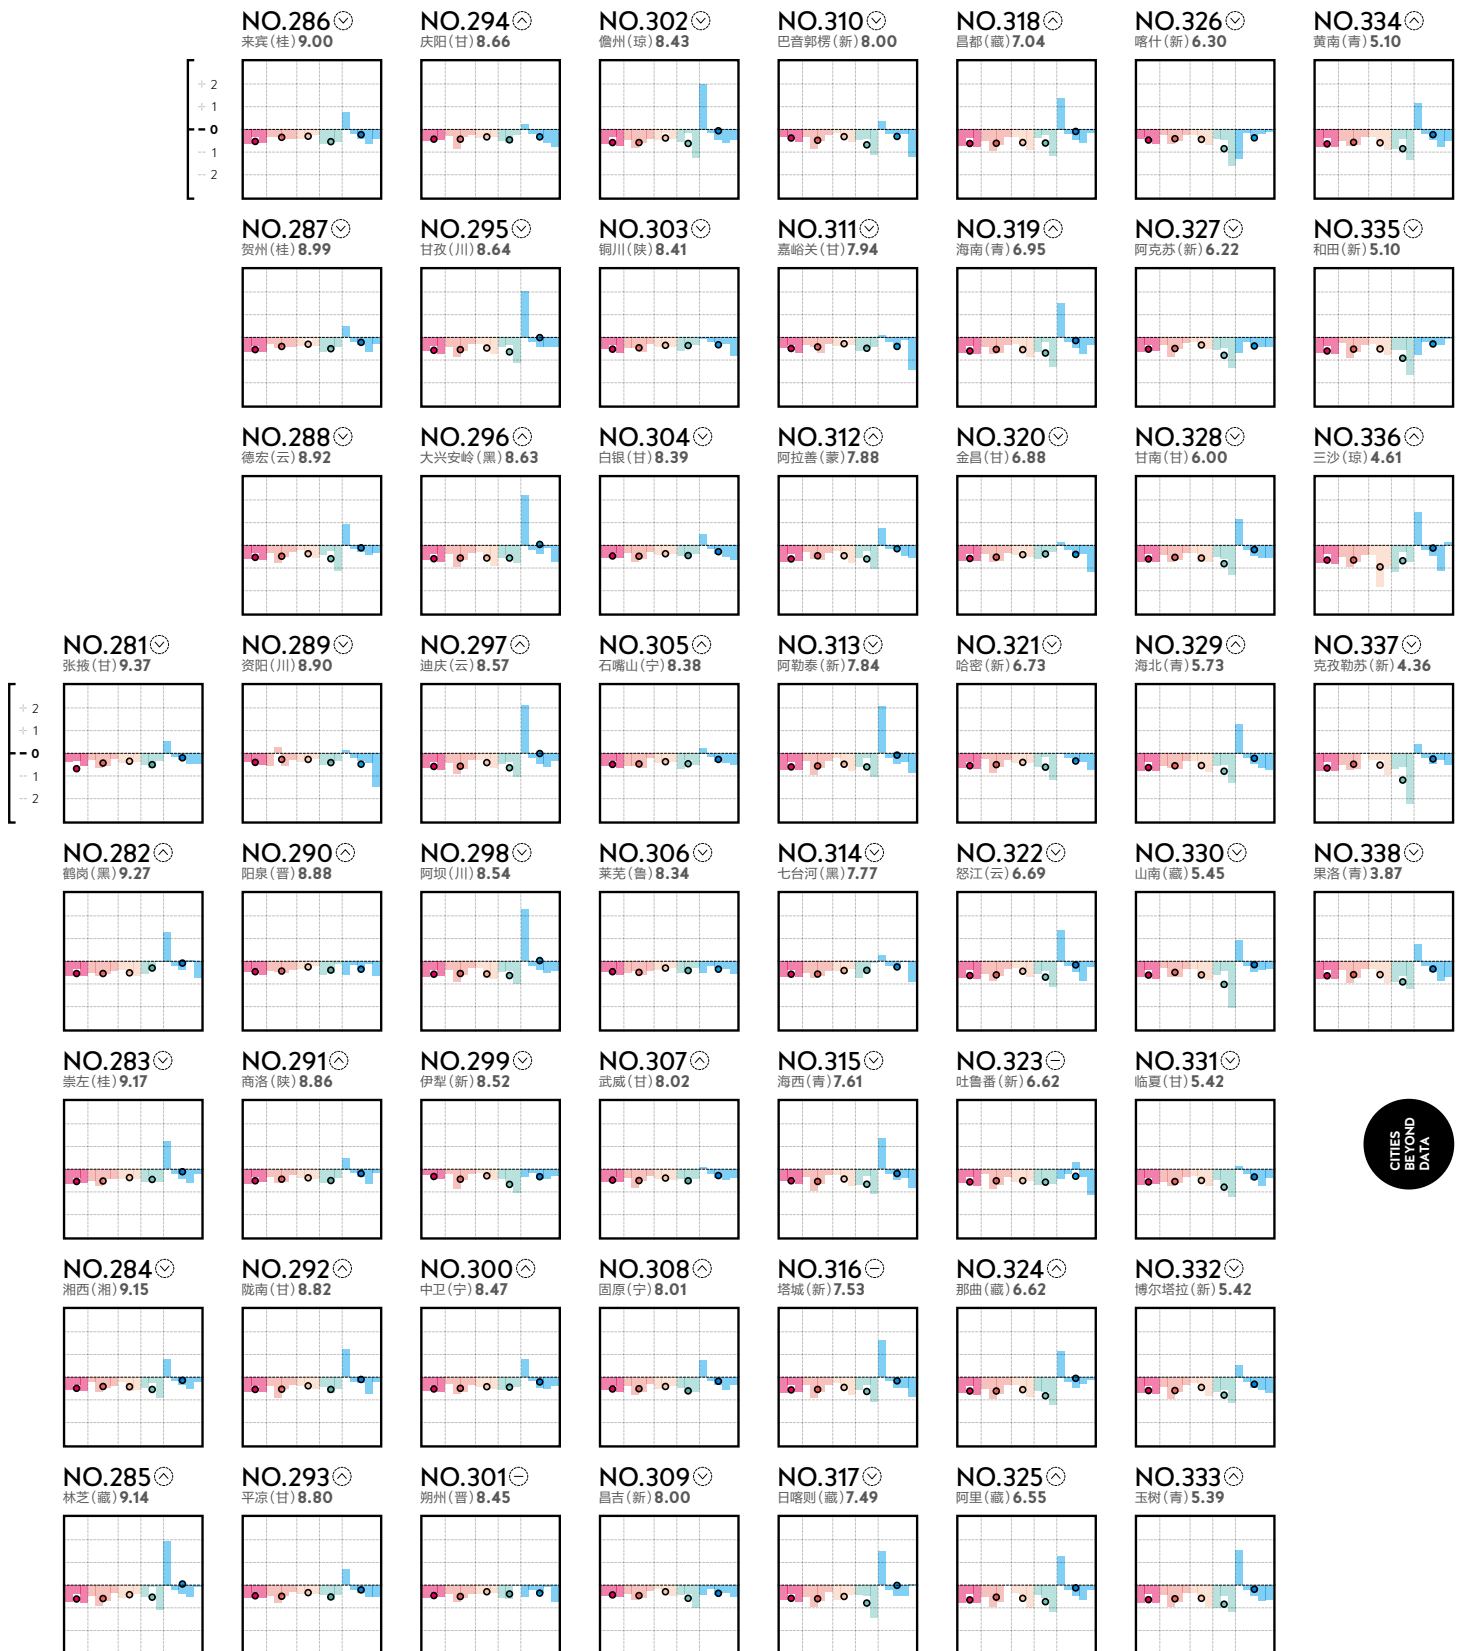 NO.286
来宾(桂)9.00
NO.294
庆阳(甘)8.66
NO.302
儋州(琼)8.43
NO.310
巴音郭楞(新)8.00
NO.318
昌都(藏)7.04
NO.326
喀什(新)6.30
NO.334
黄南(青)5.10
+ 2
+ 1
0
-- 1
-- 2
NO.287
贺州(桂)8.99
NO.295
甘孜(川)8.64
NO.303
铜川(陕)8.41
NO.311
嘉峪关(甘)7.94
NO.319
海南(青)6.95
NO.327
阿克苏(新)6.22
NO.335
和田(新)5.10
NO.288
德宏(云)8.92
NO.296
大兴安岭(黑)8.63
NO.304
白银(甘)8.39
NO.312
阿拉善(蒙)7.88
NO.320
金昌(甘)6.88
NO.328
甘南(甘)6.00
NO.336
三沙(琼)4.61
NO.281
张掖(甘)9.37
NO.289
资阳(川)8.90
NO.297
迪庆(云)8.57
NO.305
石嘴山(宁)8.38
NO.313
阿勒泰(新)7.84
NO.321
哈密(新)6.73
NO.329
海北(青)5.73
NO.337
克孜勒苏(新)4.36
+ 2
+ 1
0
-- 1
-- 2
NO.282
鹤岗(黑)9.27
NO.290
阳泉(晋)8.88
NO.298
阿坝(川)8.54
NO.306
莱芜(鲁)8.34
NO.314
七台河(黑)7.77
NO.322
怒江(云)6.69
NO.330
山南(藏)5.45
NO.338
果洛(青)3.87
NO.283
崇左(桂)9.17
NO.291
商洛(陕)8.86
NO.299
伊犁(新)8.52
NO.307
武威(甘)8.02
NO.315
海西(青)7.61
NO.323
吐鲁番(新)6.62
NO.331
临夏(甘)5.42
CITIES
BEYOND
DATA
NO.284
湘西(湘)9.15
NO.292
陇南(甘)8.82
NO.300
中卫(宁)8.47
NO.308
固原(宁)8.01
NO.316
塔城(新)7.53
NO.324
那曲(藏)6.62
NO.332
博尔塔拉(新)5.42
NO.285
林芝(藏)9.14
NO.293
平凉(甘)8.80
NO.301
朔州(晋)8.45
NO.309
昌吉(新)8.00
NO.317
日喀则(藏)7.49
NO.325
阿里(藏)6.55
NO.333
玉树(青)5.39